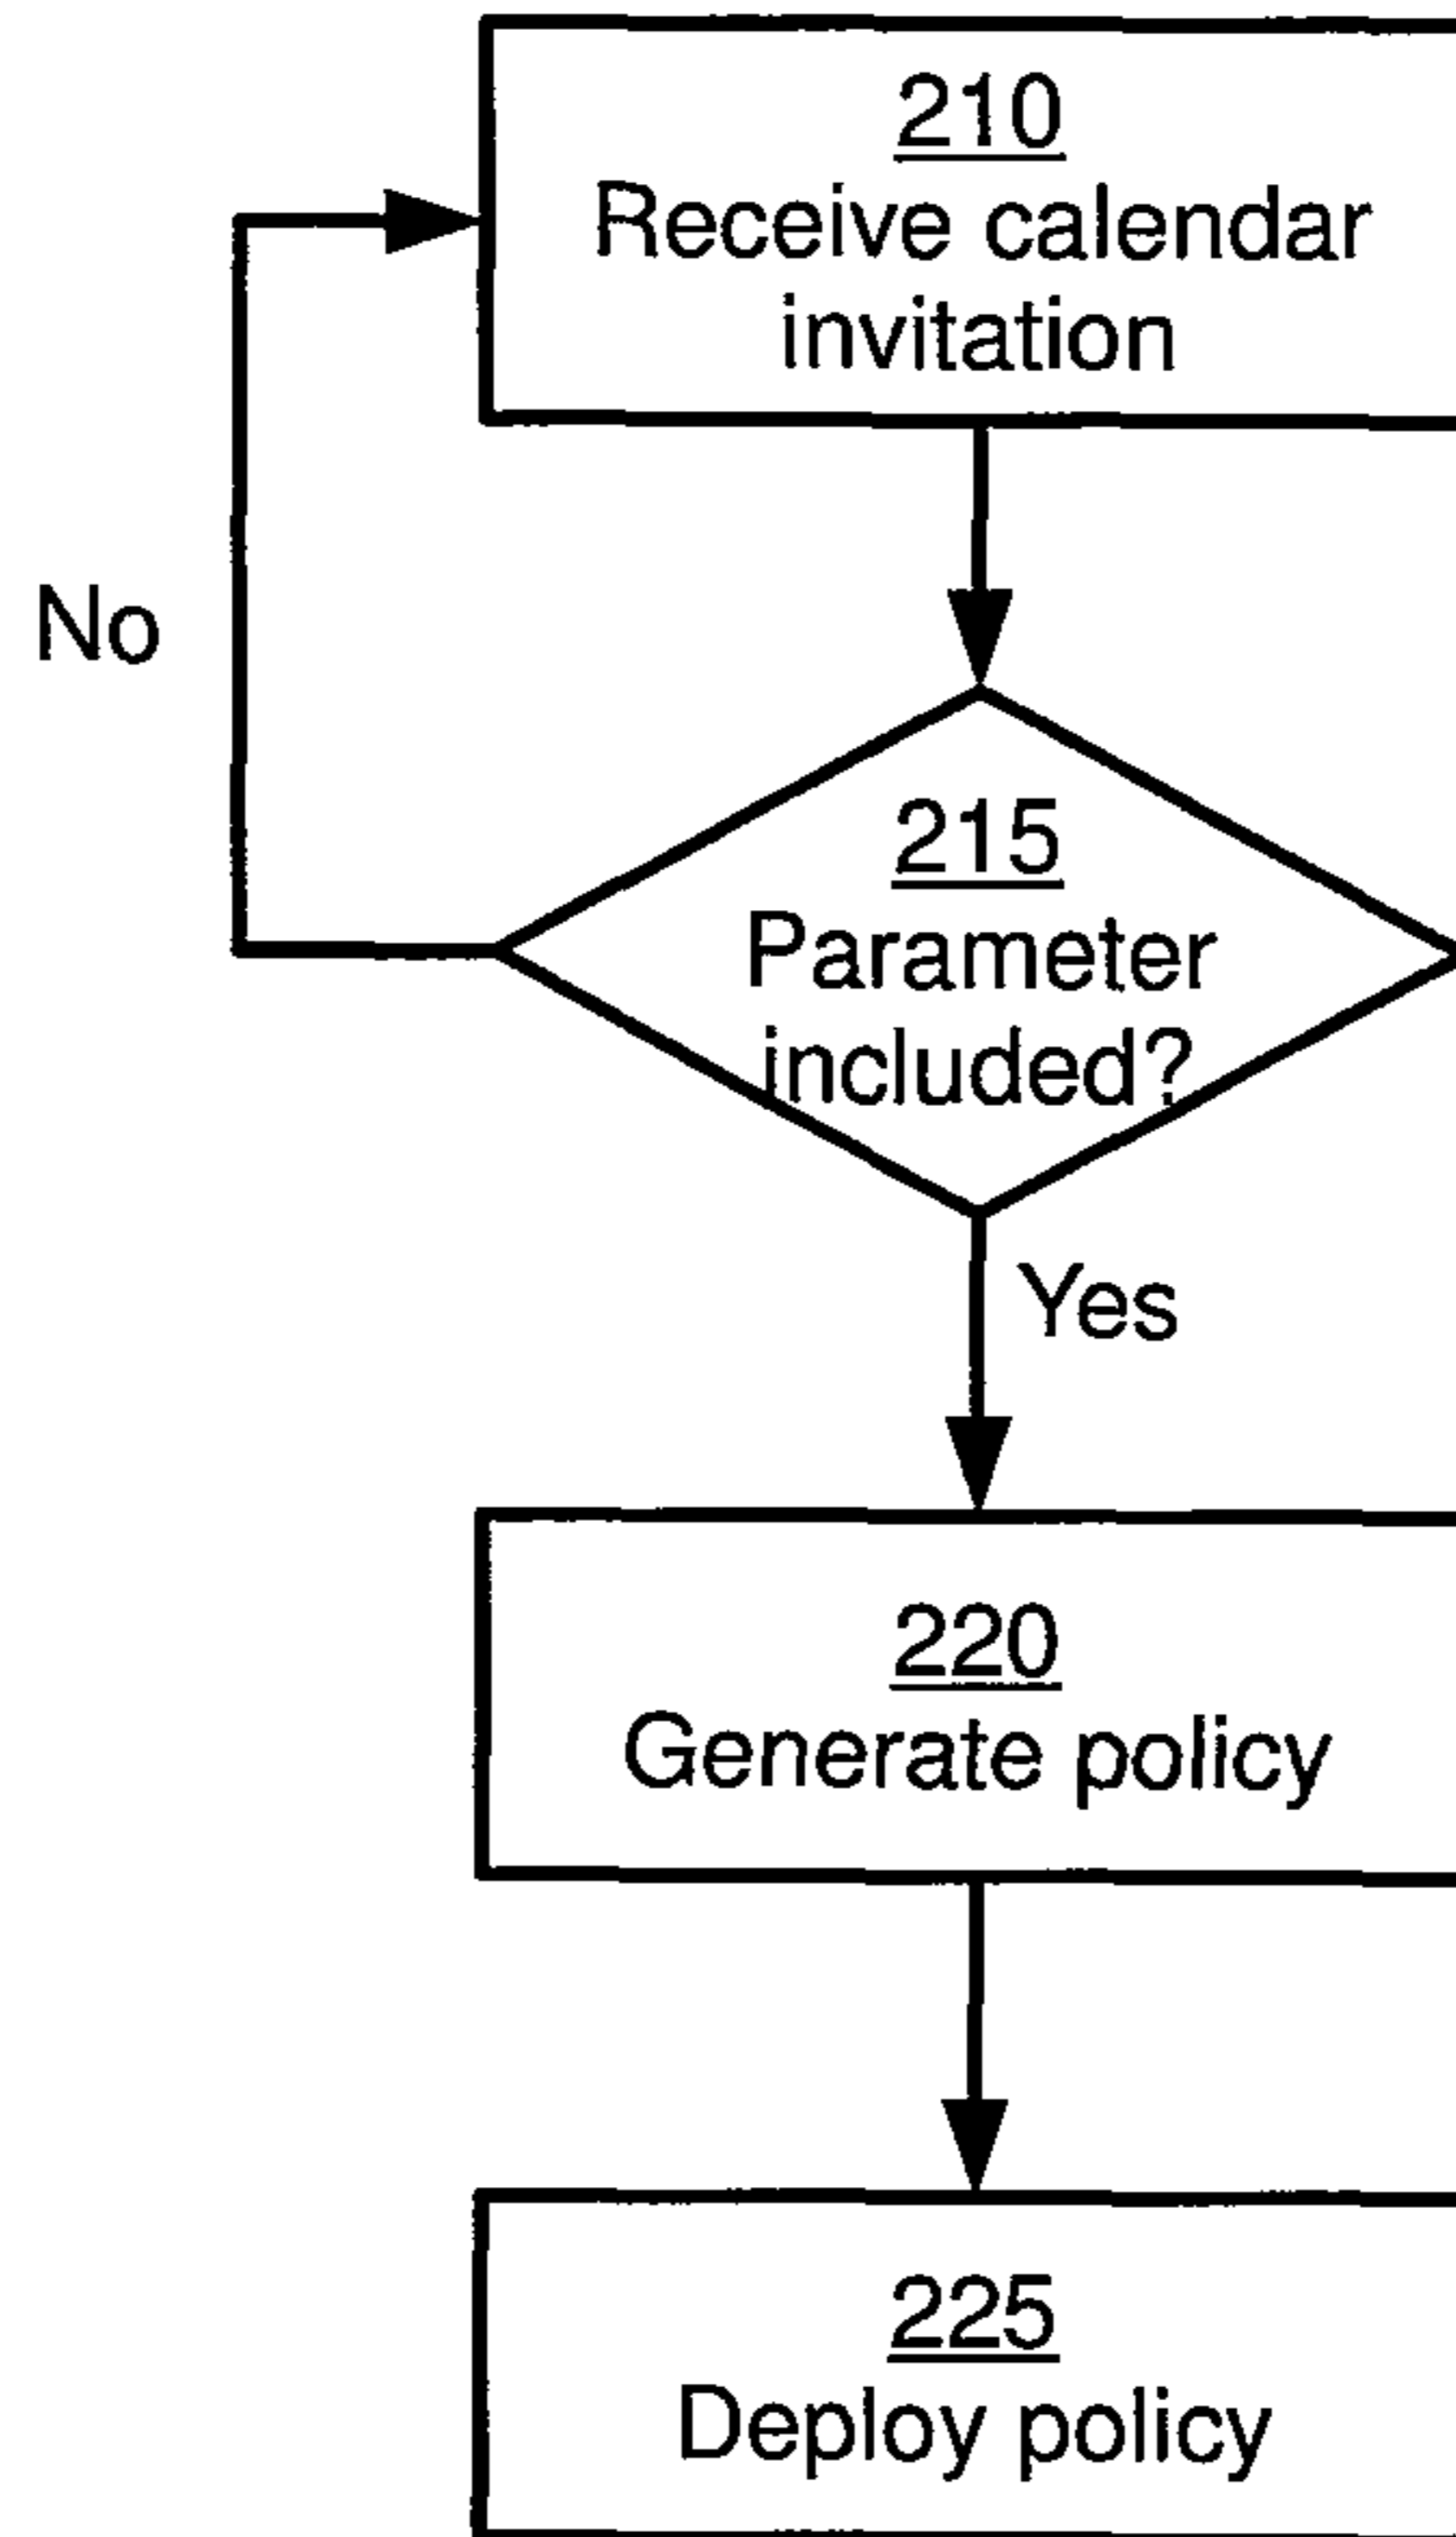 210
Receive calendar
invitation
No
215
Parameter
included?
Yes
220
Generate policy
225
Deploy policy